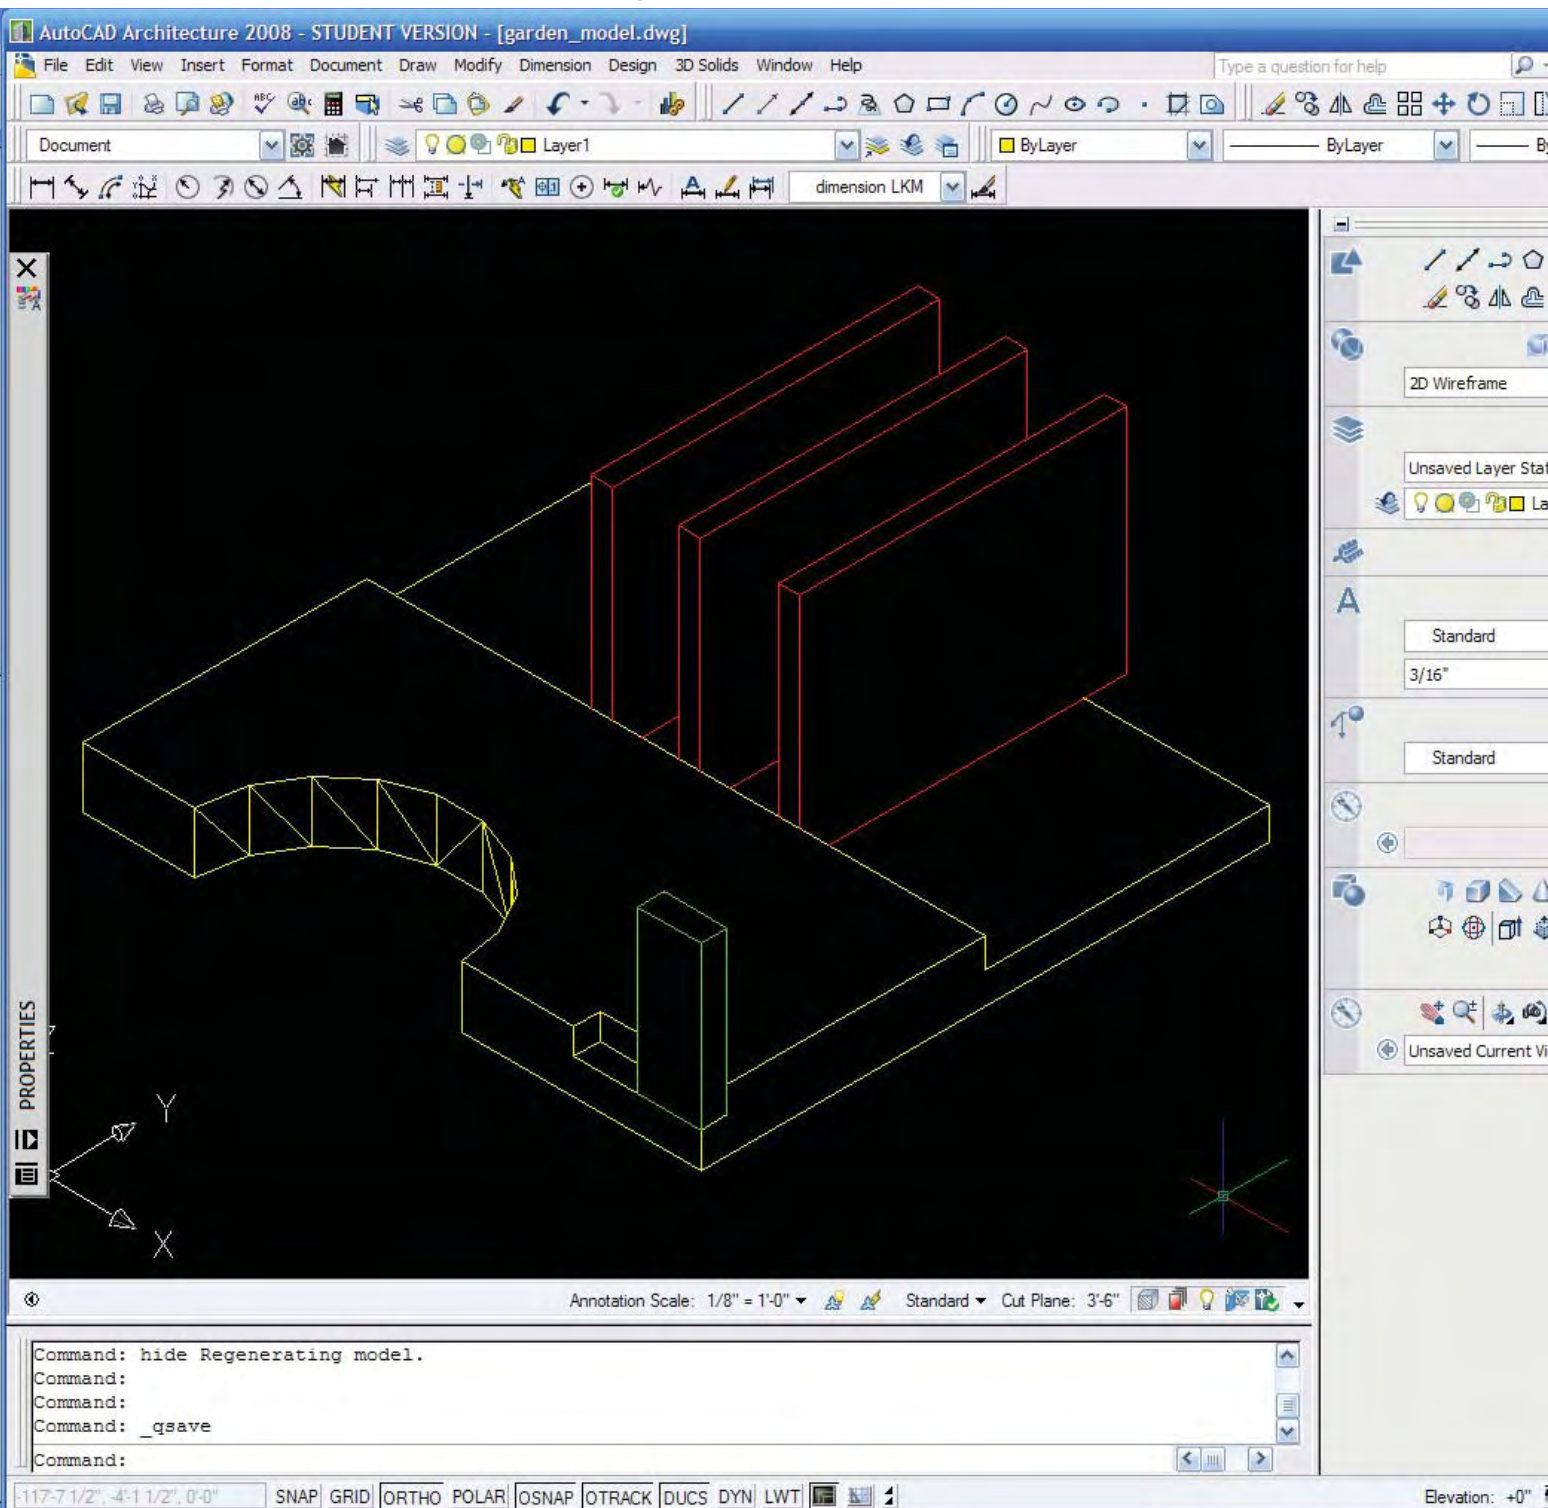 AutoCAD Architecture 2008 - STUDENT VERSION - [garden_model.dwg]
File Edit View Insert Format Document Draw Modify Dimension Design 3D Solids Window Help Type a question for help
Document Layer1 ByLayer ByLayer
dimension LKM
2D Wireframe
Unsaved Layer Stat
Standard
3/16"
Standard
Unsaved Current Vi
PROPERTIES
Y
X
Annotation Scale: 1/8" = 1'-0" Standard Cut Plane: 3'-6"
Command: hide Regenerating model.
Command:
Command:
Command: _qsave
Command:
-117'-7 1/2", -4'-1 1/2", 0'-0" SNAP GRID ORTHO POLAR OSNAP OTRACK DUCS DYN LWT Elevation: +0"